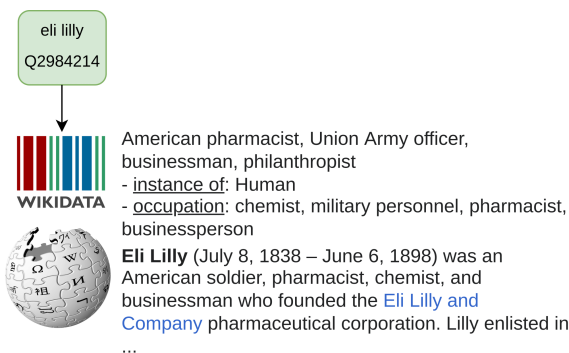 eli lilly
Q2984214
WIKIDATA
American pharmacist, Union Army officer,
businessman, philanthropist
- instance of: Human
- occupation: chemist, military personnel, pharmacist,
businessperson
Eli Lilly (July 8, 1838 – June 6, 1898) was an
American soldier, pharmacist, chemist, and
businessman who founded the Eli Lilly and
Company pharmaceutical corporation. Lilly enlisted in
...
Ω W И 祖